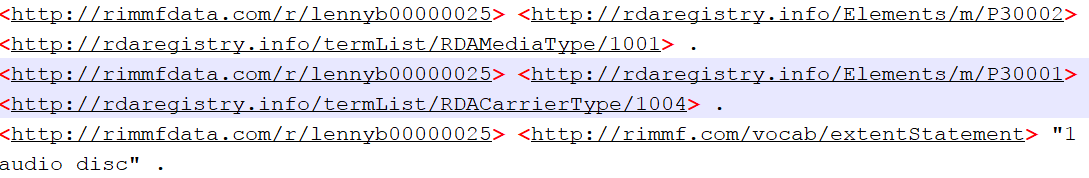 <http://rimmfdata.com/r/lennyb00000025> <http://rdaregistry.info/Elements/m/P30002>
<http://rdaregistry.info/termList/RDAMediaType/1001> .
<http://rimmfdata.com/r/lennyb00000025> <http://rdaregistry.info/Elements/m/P30001>
<http://rdaregistry.info/termList/RDACarrierType/1004> .
<http://rimmfdata.com/r/lennyb00000025> <http://rimmf.com/vocab/extentStatement> "1
audio disc" .